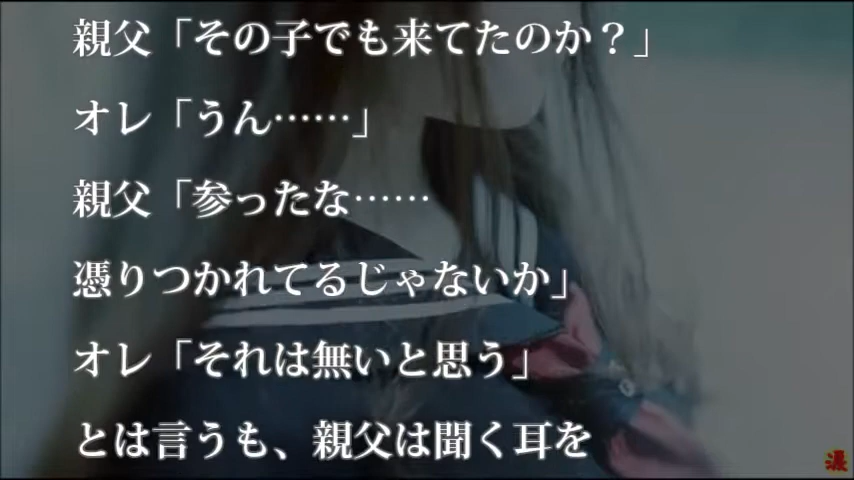 親父「その子でも来てたのか？」
オレ「うん……」
親父「参ったな……
憑りつかれてるじゃないか」
オレ「それは無いと思う」
とは言うも、親父は聞く耳を